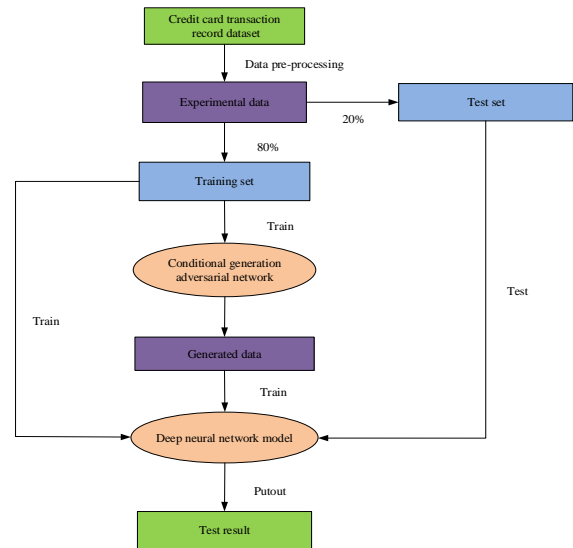 Credit card transaction
record dataset
Data pre-processing
Experimental data
20%
Test set
80%
Training set
Train
Conditional generation
adversarial network
Test
Train
Generated data
Train
Deep neural network model
Putout
Test result